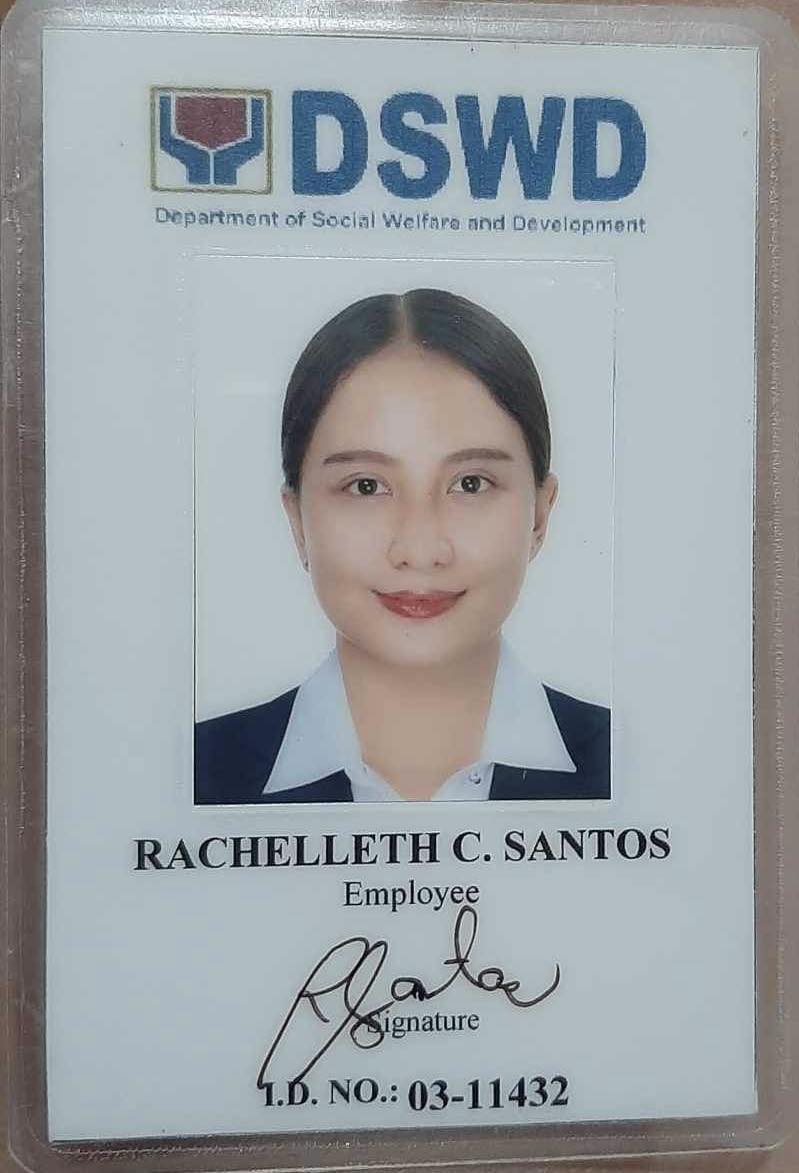 DSWD
Department of Social Welfare and Development
RACHELLETH C. SANTOS
Employee
RSantos
Signature
I.D. NO.: 03-11432